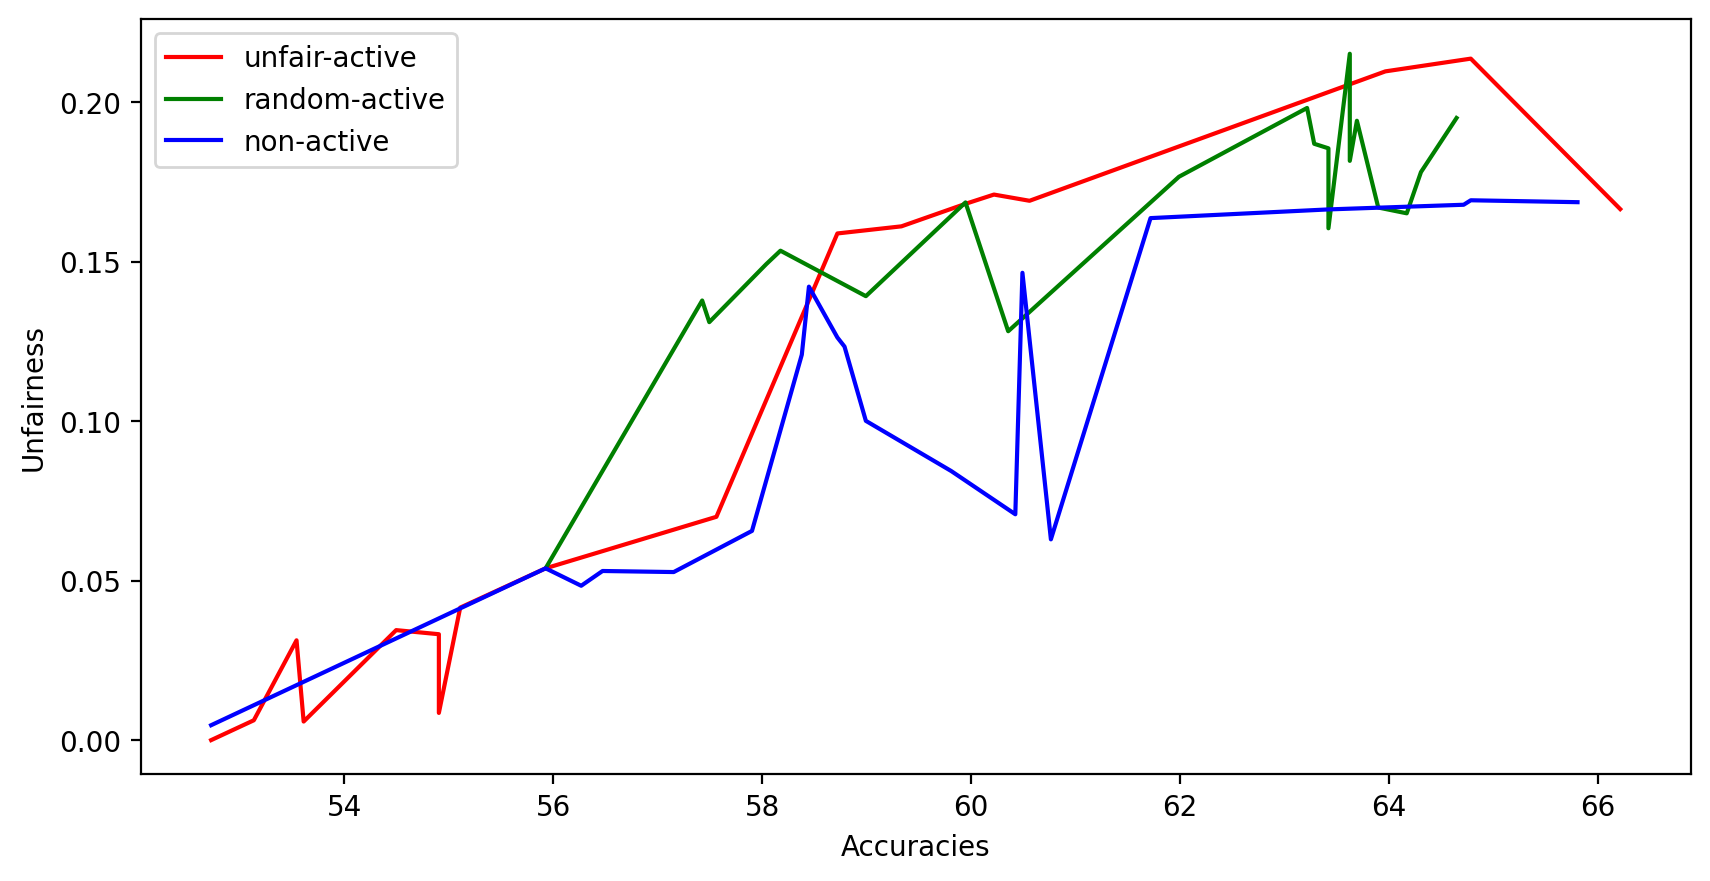 unfair-active
random-active
non-active
0.20
0.15
0.10
0.05
0.00
Unfairness
54 56 58 60 62 64 66
Accuracies